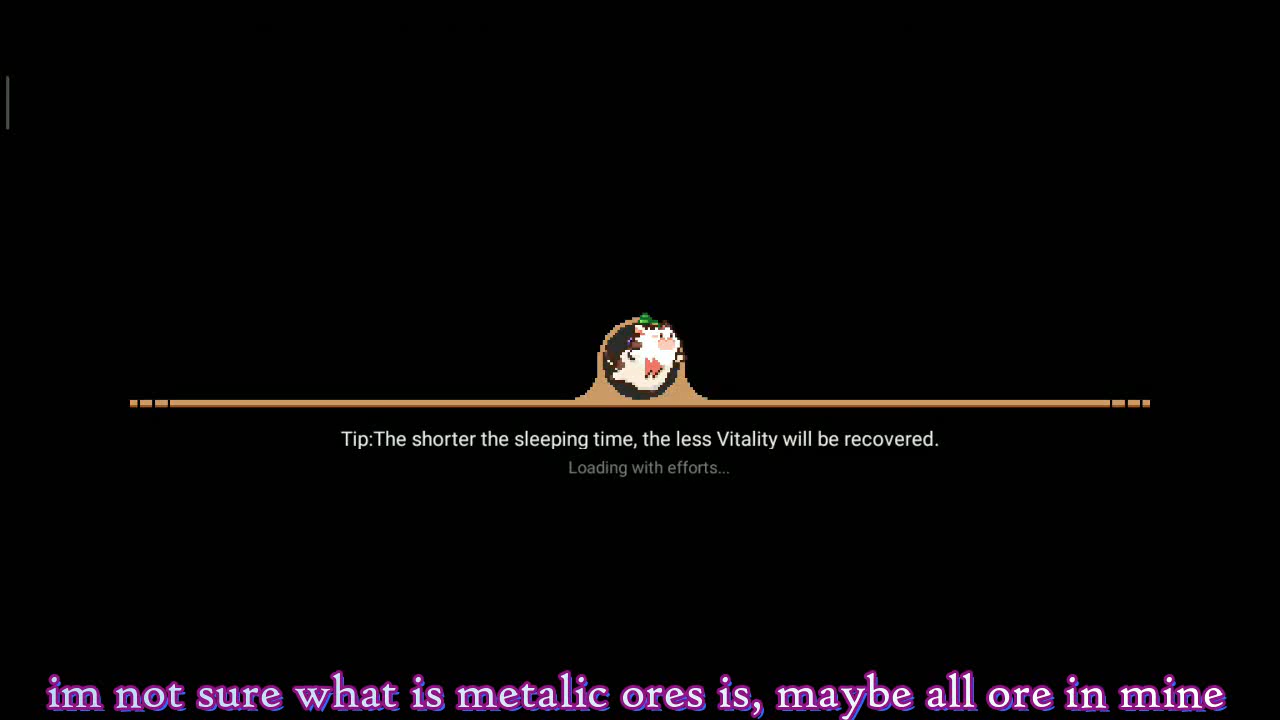 Tip:The shorter the sleeping time, the less Vitality will be recovered.
Loading with efforts...
im not sure what is metalic ores is, maybe all ore in mine